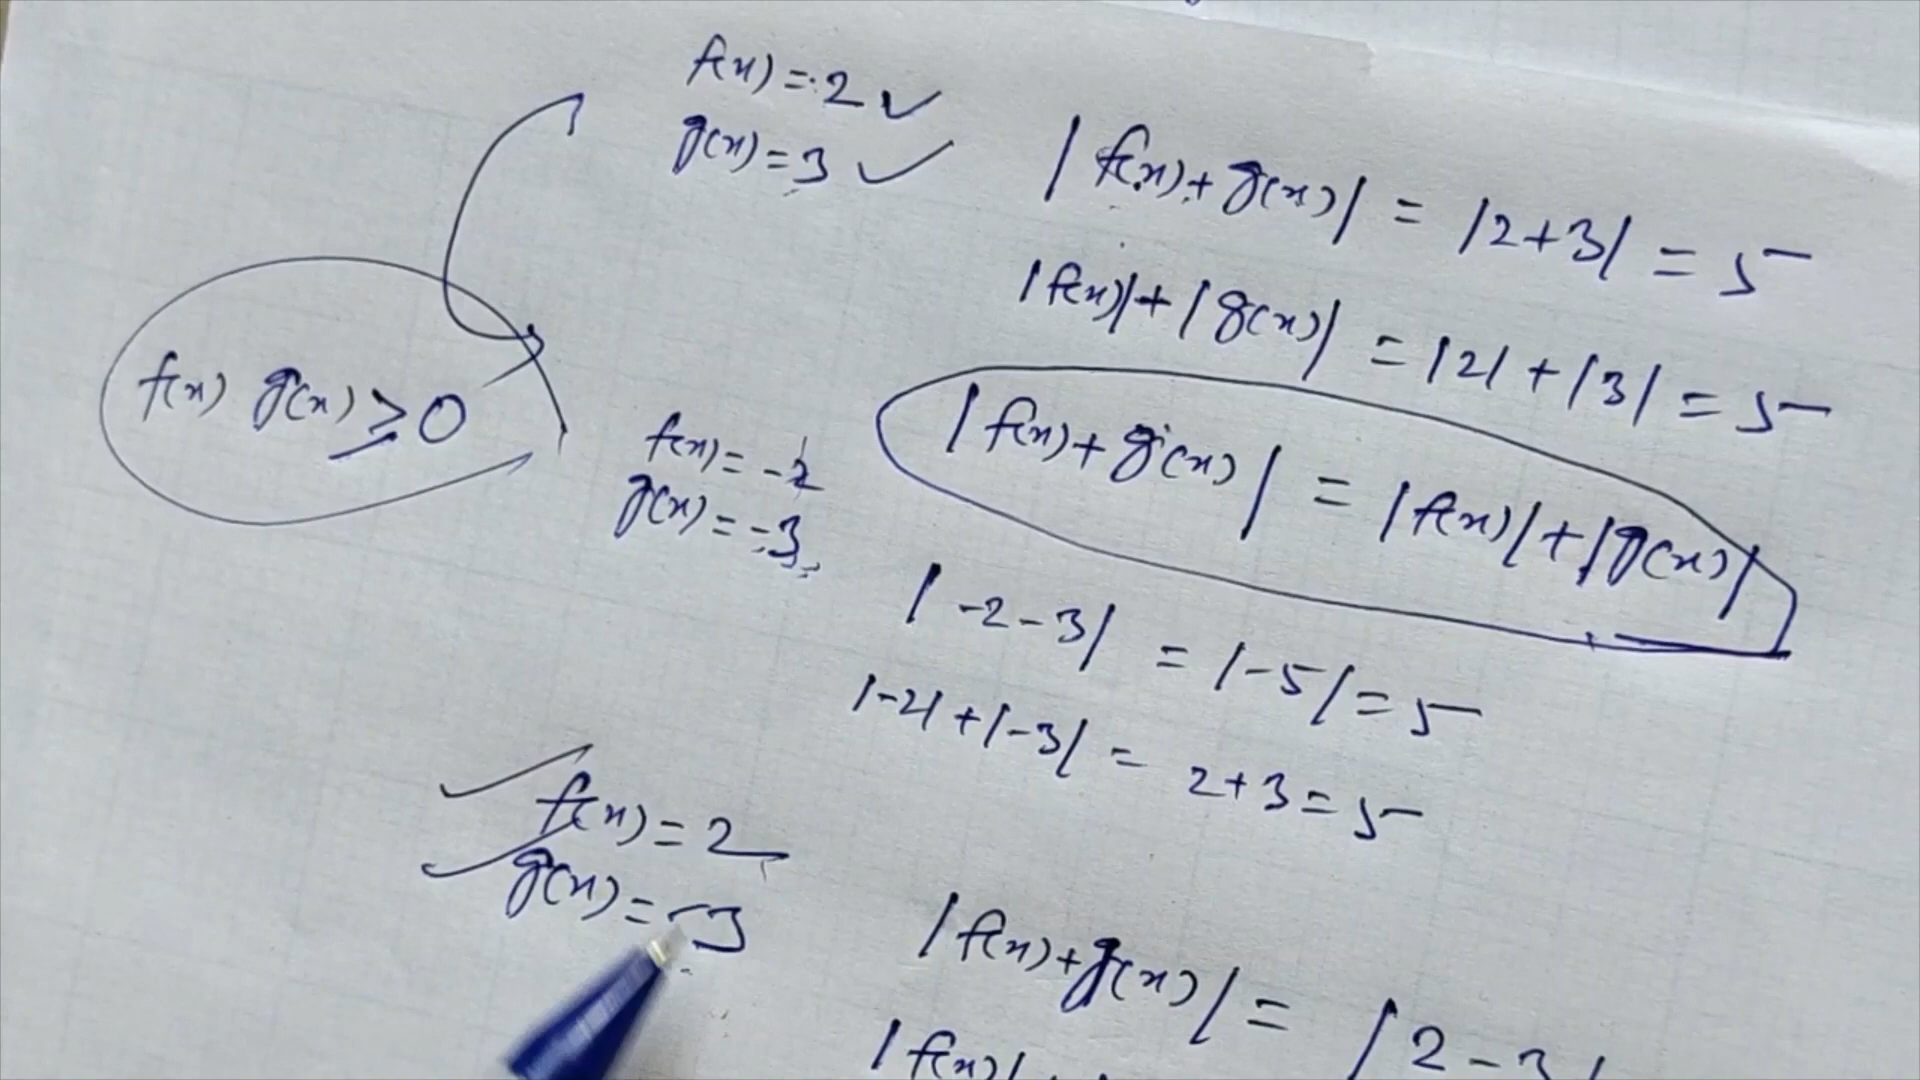 f(x) = 2 ✓
g(x) = 3 ✓
|f(x)+g(x)| = |2+3| = 5
|f(x)|+|g(x)| = |2|+|3| = 5
f(x) g(x) ≥ 0
|f(x)+g(x)| = |f(x)|+|g(x)|
f(x) = -2
g(x) = -3
|-2-3| = |-5| = 5
|-2|+|-3| = 2+3 = 5
✓ f(x) = 2
✓ g(x) = -3
|f(x)+g(x)| = |2-3|
|f(x)|